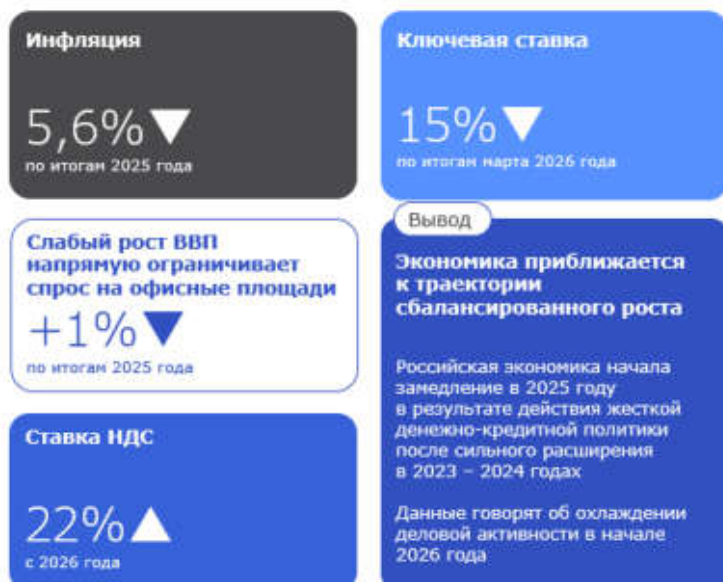 Инфляция
5,6%
по итогам 2025 года
Ключевая ставка
15%
по итогам марта 2026 года
Слабый рост ВВП
напрямую ограничивает
спрос на офисные площади
+1%
по итогам 2025 года
Ставка НДС
22%
с 2026 года
Вывод
Экономика приближается
к траектории
сбалансированного роста
Российская экономика начала
замедление в 2025 году
в результате действия жесткой
денежно-кредитной политики
после сильного расширения
в 2023 – 2024 годах
Данные говорят об охлаждении
деловой активности в начале
2026 года